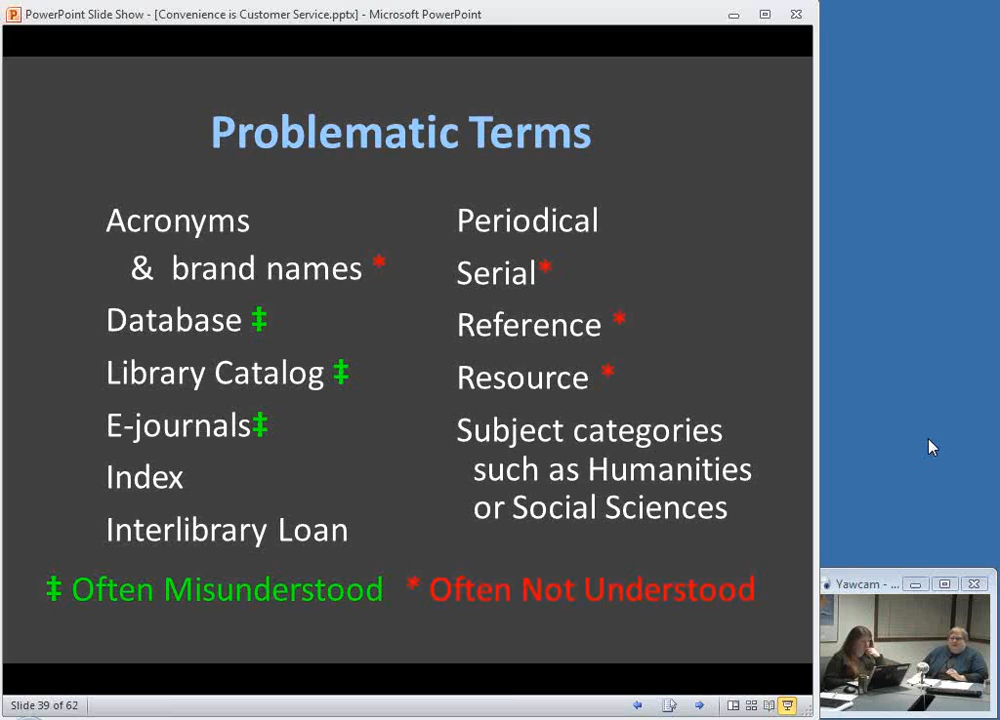 PowerPoint Slide Show - [Convenience is Customer Service.pptx] - Microsoft PowerPoint
Problematic Terms
Acronyms
& brand names *
Database ‡
Library Catalog ‡
E-journals‡
Index
Interlibrary Loan
Periodical
Serial*
Reference *
Resource *
Subject categories
such as Humanities
or Social Sciences
‡ Often Misunderstood * Often Not Understood
Yawcam - ...
Slide 39 of 62